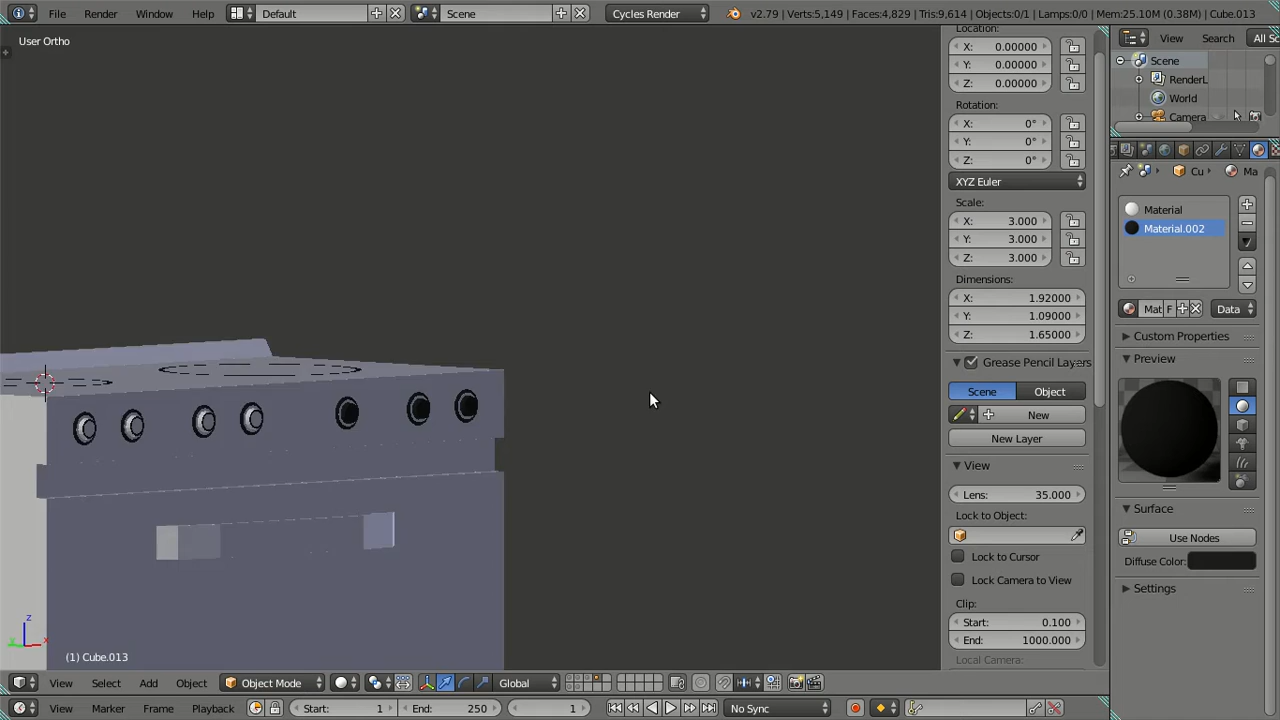 File Render Window Help Default Scene Cycles Render v2.79 | Verts:5,149 | Faces:4,829 | Tris:9,614 | Objects:0/1 | Lamps:0/0 | Mem:25.10M (0.38M) | Cube.013
User Ortho
Location:
X: 0.00000
Y: 0.00000
Z: 0.00000
Rotation:
X: 0°
Y: 0°
Z: 0°
XYZ Euler
Scale:
X: 3.000
Y: 3.000
Z: 3.000
Dimensions:
X: 1.92000
Y: 1.09000
Z: 1.65000
Grease Pencil Layers
Scene Object
New
New Layer
View
Lens: 35.000
Lock to Object:
Lock to Cursor
Lock Camera to View
Clip:
Start: 0.100
End: 1000.000
Local Camera:
View Search All Sc
Scene
RenderL
World
Camera
Cu Ma
Material
Material.002
Mat F Data
Custom Properties
Preview
Surface
Use Nodes
Diffuse Color:
Settings
z
y x
(1) Cube.013
View Select Add Object Object Mode Global
View Marker Frame Playback Start: 1 End: 250 1 No Sync